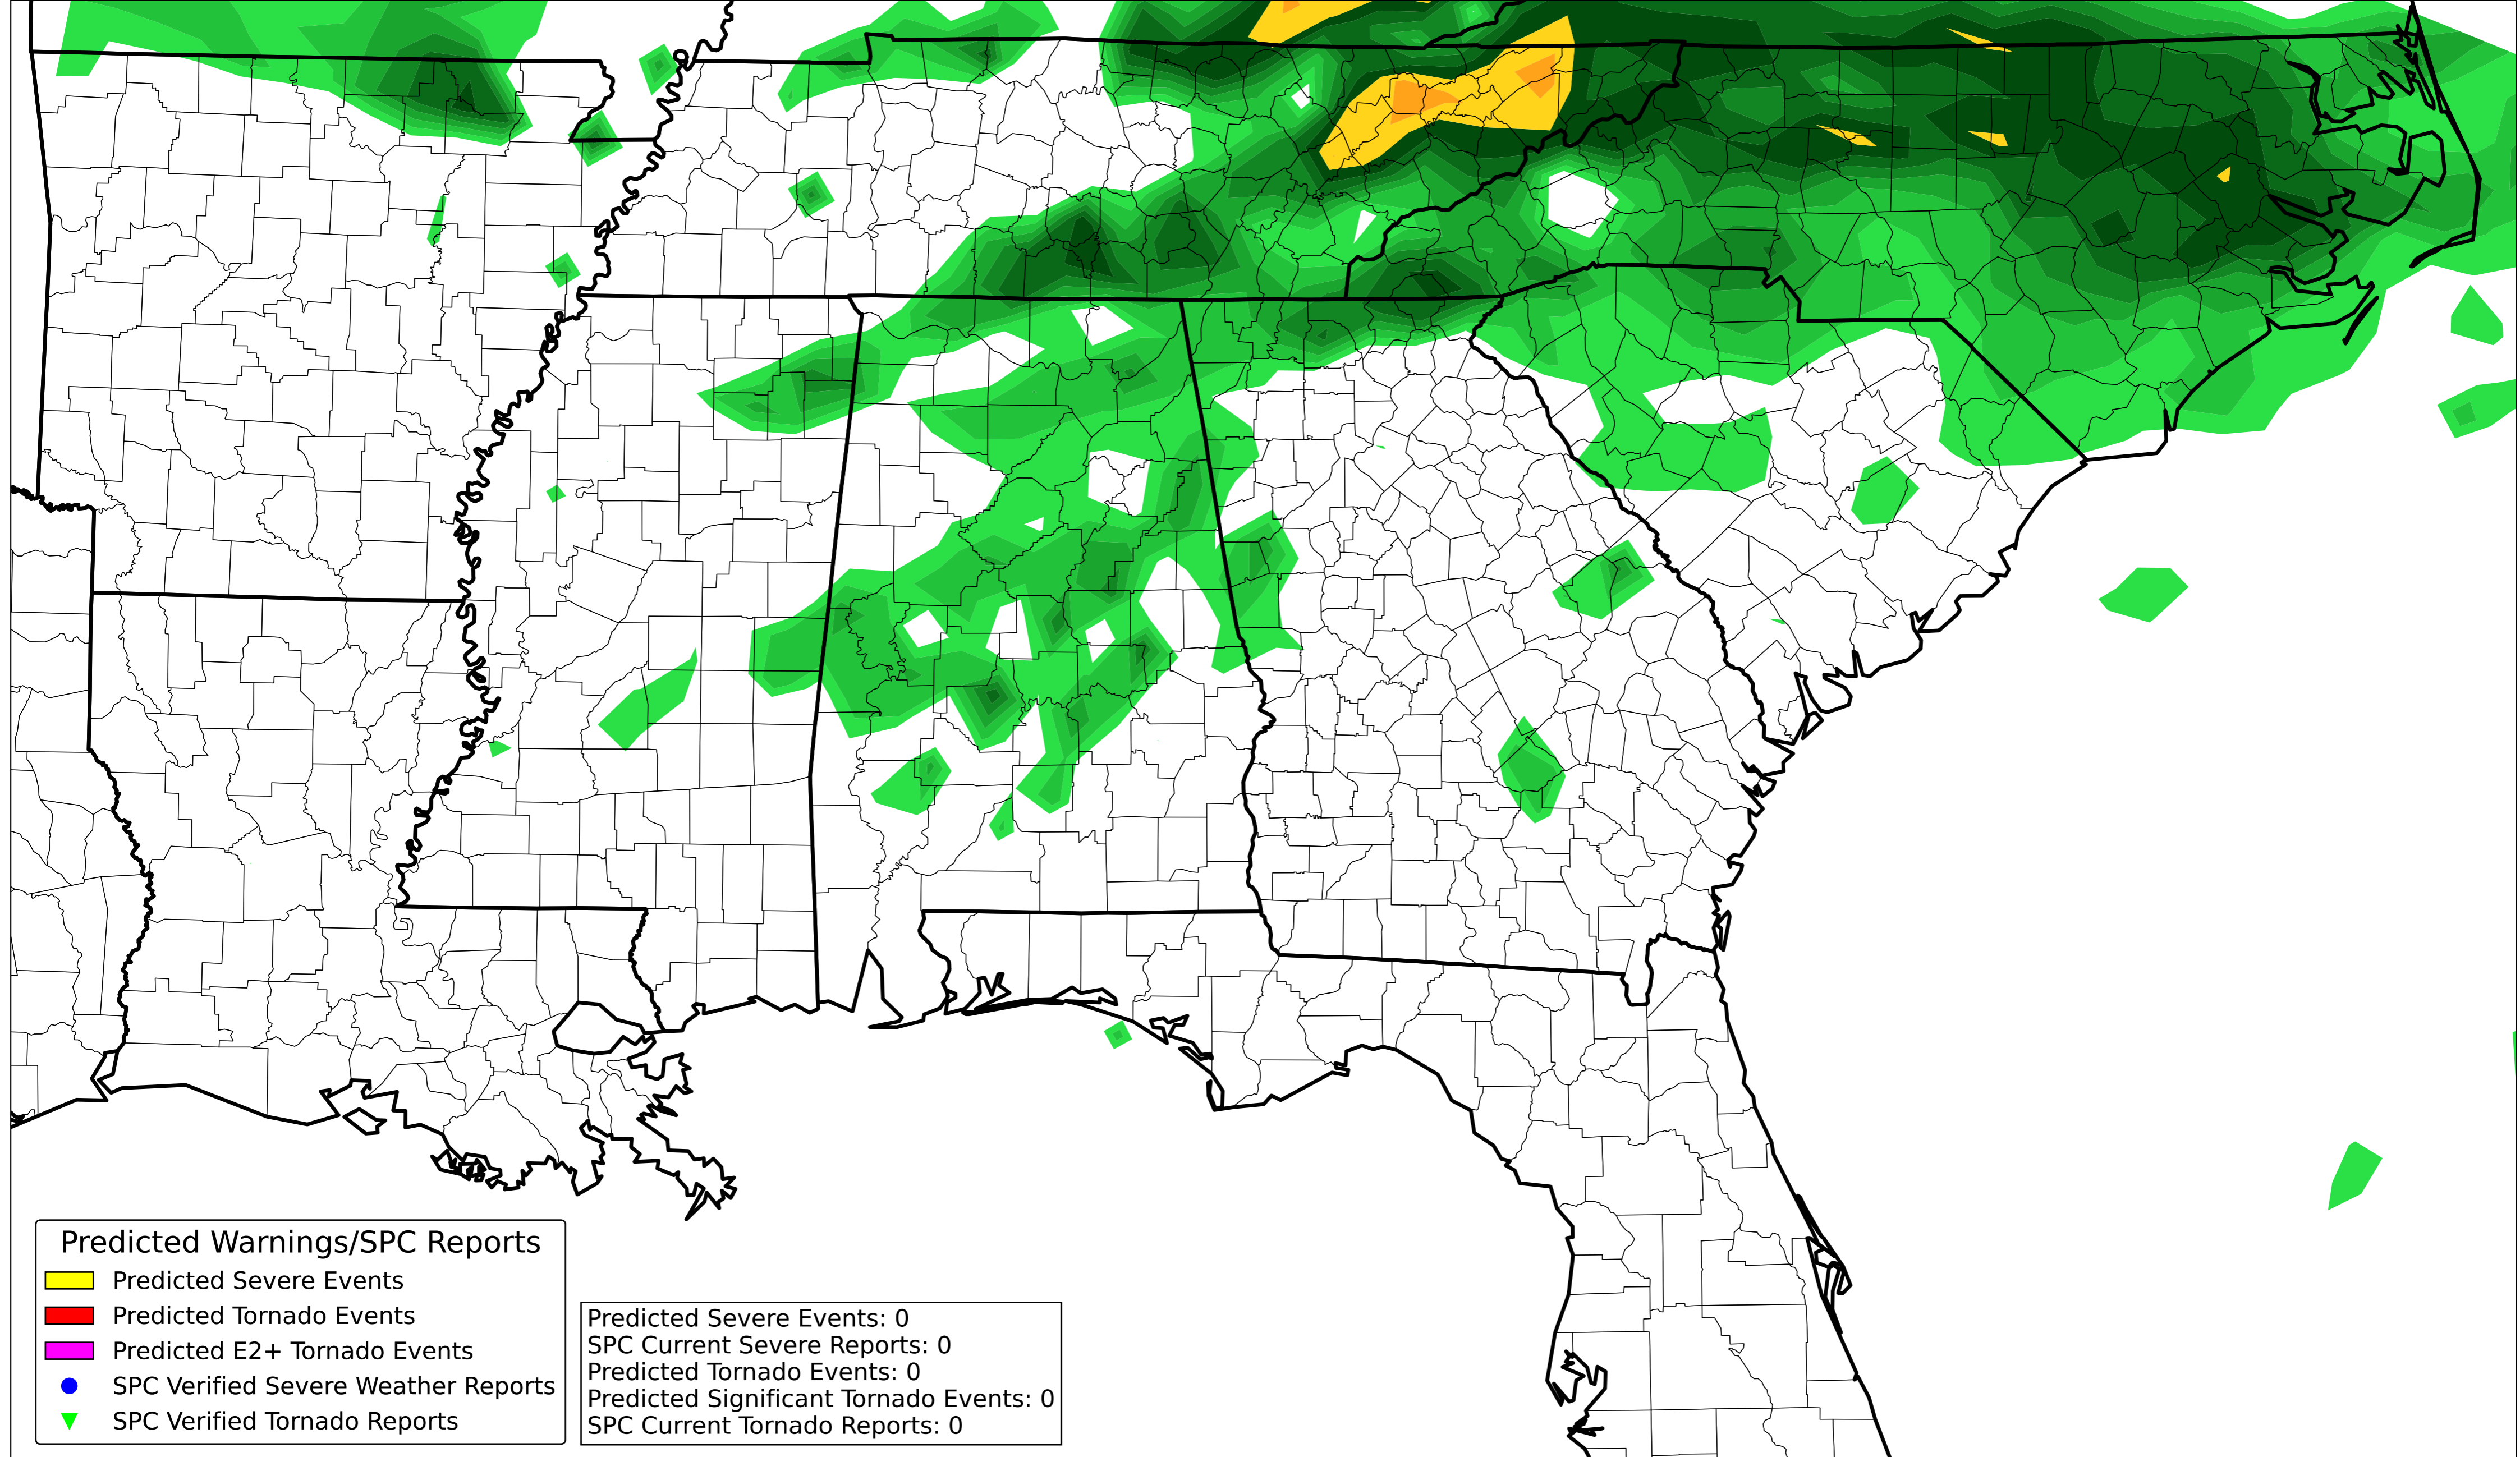 Predicted Warnings/SPC Reports
Predicted Severe Events
Predicted Tornado Events
Predicted E2+ Tornado Events
SPC Verified Severe Weather Reports
SPC Verified Tornado Reports
Predicted Severe Events: 0
SPC Current Severe Reports: 0
Predicted Tornado Events: 0
Predicted Significant Tornado Events: 0
SPC Current Tornado Reports: 0